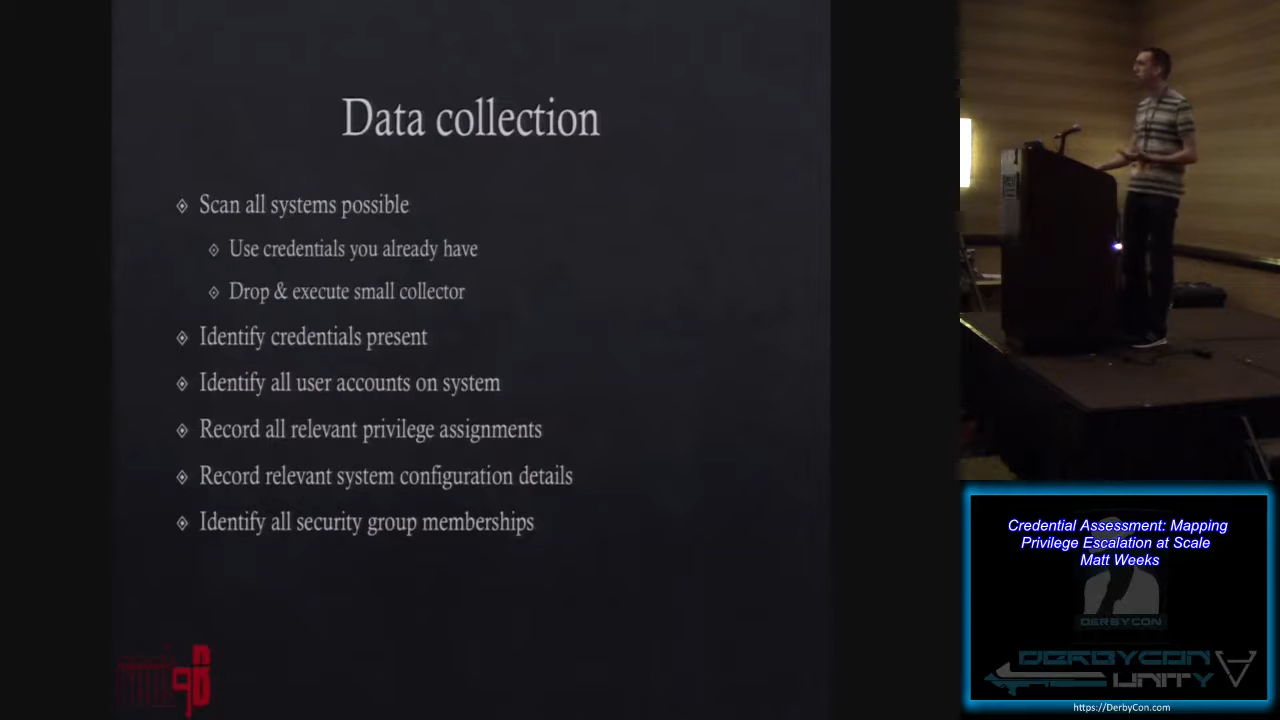 Data collection
Scan all systems possible
Use credentials you already have
Drop & execute small collector
Identify credentials present
Identify all user accounts on system
Record all relevant privilege assignments
Record relevant system configuration details
Identify all security group memberships
Credential Assessment: Mapping
Privilege Escalation at Scale
Matt Weeks
DERBYCON
DERBYCON
UNITY
https://DerbyCon.com